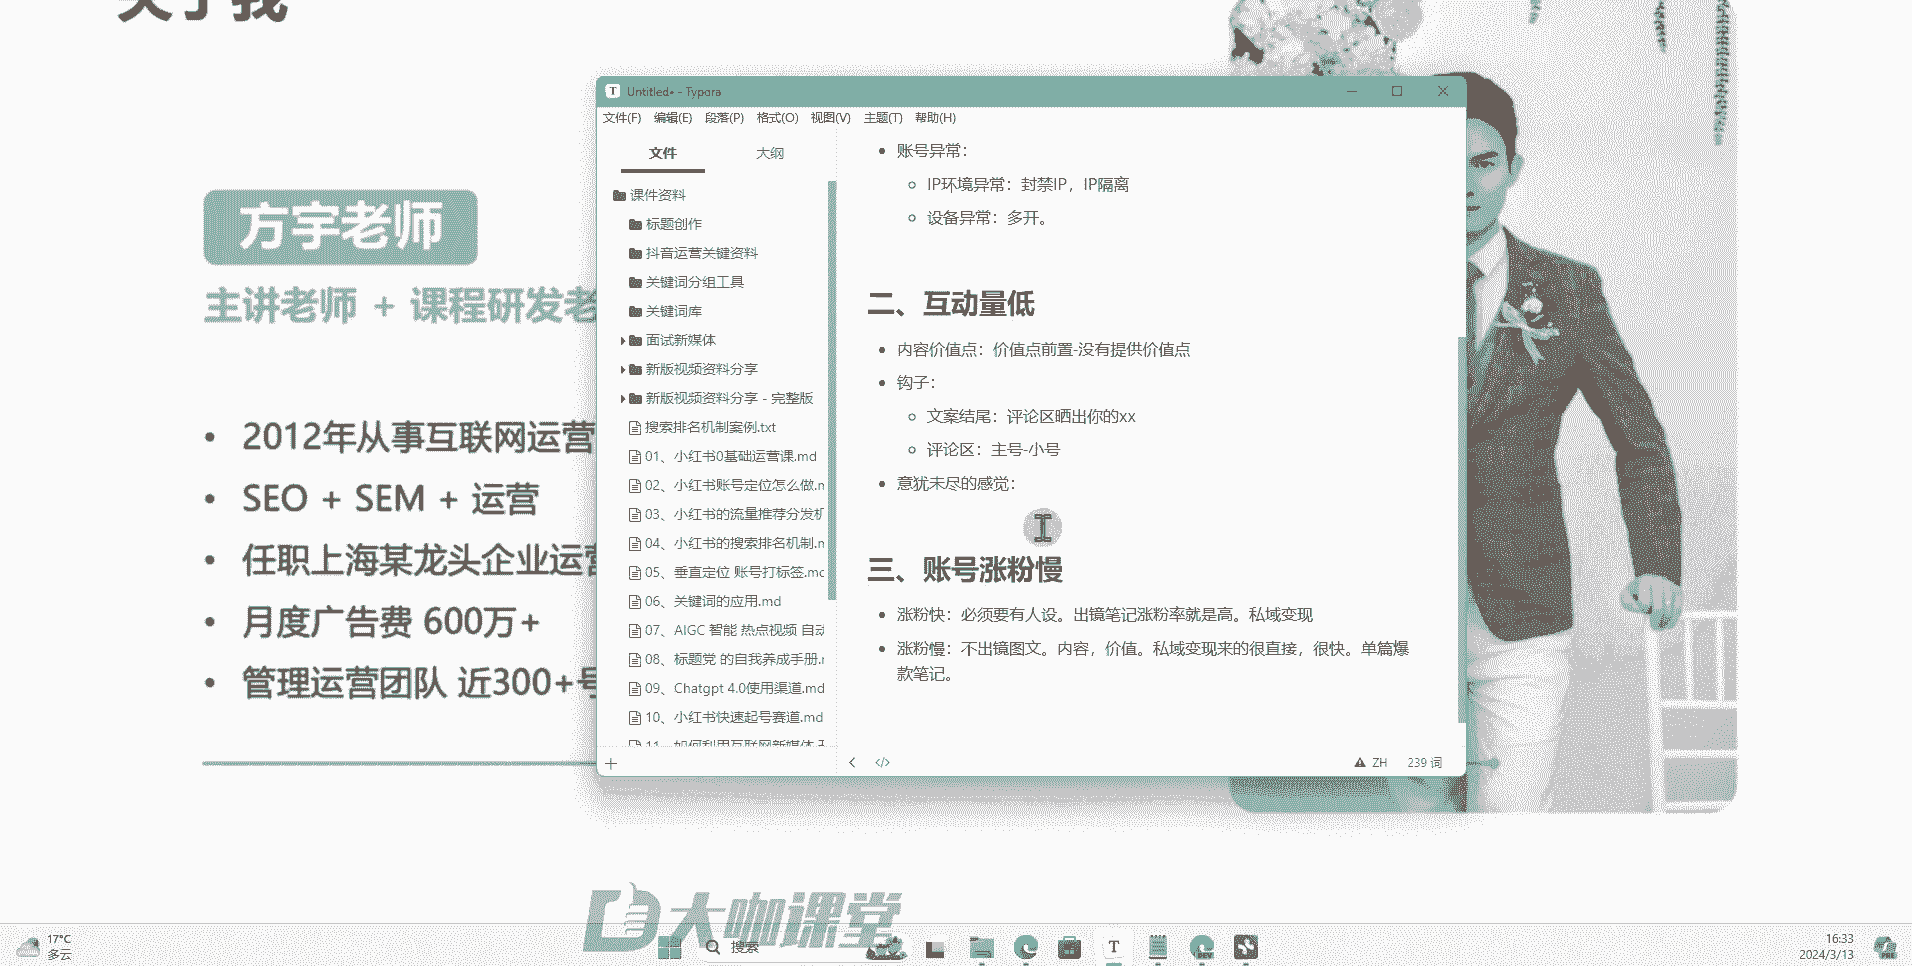 关于我
方宇老师
主讲老师 + 课程研发老
2012年从事互联网运营
SEO + SEM + 运营
任职上海某龙头企业运营
月度广告费 600万+
管理运营团队 近300+号
Untitled• - Typora
文件(F) 编辑(E) 段落(P) 格式(O) 视图(V) 主题(T) 帮助(H)
文件 大纲
课件资料
标题创作
抖音运营关键资料
关键词分组工具
关键词库
面试新媒体
新版视频资料分享
新版视频资料分享 - 完整版
搜索排名机制案例.txt
01、小红书0基础运营课.md
02、小红书账号定位怎么做.m
03、小红书的流量推荐分发机
04、小红书的搜索排名机制.m
05、垂直定位 账号打标签.mc
06、关键词的应用.md
07、AIGC 智能 热点视频 自动
08、标题党 的自我养成手册.r
09、Chatgpt 4.0使用渠道.md
10、小红书快速起号赛道.md
11、如何利用互联网新媒体
账号异常：
IP环境异常：封禁IP，IP隔离
设备异常：多开。
二、互动量低
内容价值点：价值点前置-没有提供价值点
钩子：
文案结尾：评论区晒出你的xx
评论区：主号-小号
意犹未尽的感觉：
三、账号涨粉慢
涨粉快：必须要有人设。出镜笔记涨粉率就是高。私域变现
涨粉慢：不出镜图文。内容，价值。私域变现来的很直接，很快。单篇爆
款笔记。
ZH 239 词
大咖课堂
17°C
多云
搜索
16:33
2024/3/13